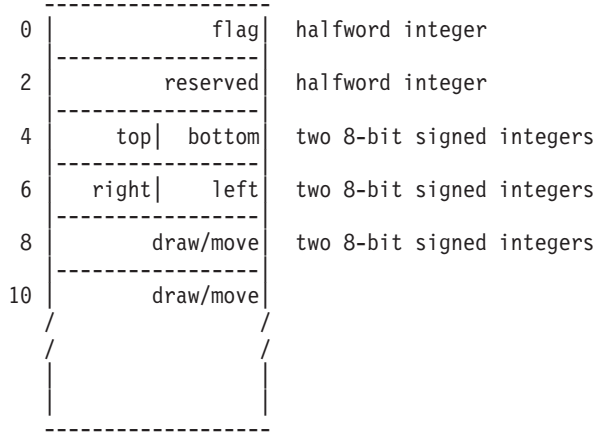 0 flag halfword integer
2 reserved halfword integer
4 top| bottom two 8-bit signed integers
6 right| left two 8-bit signed integers
8 draw/move two 8-bit signed integers
10 draw/move